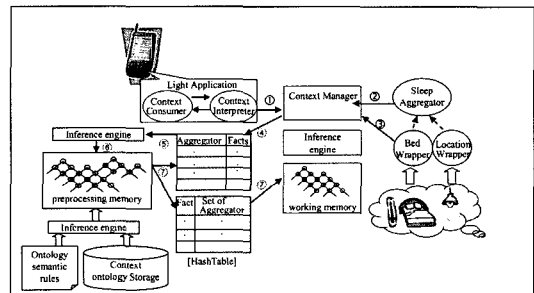 Light Application
Context Consumer
Context Interpreter
①
Context Manager
②
Sleep Aggregator
③
④
Inference engine
⑤
Aggregator Facts
Inference engine
Bed Wrapper
Location Wrapper
⑥
preprocessing memory
⑦
Fact Set of Aggregator
⑦
working memory
Inference engine
Ontology semantic rules
Context ontology Storage
[HashTable]